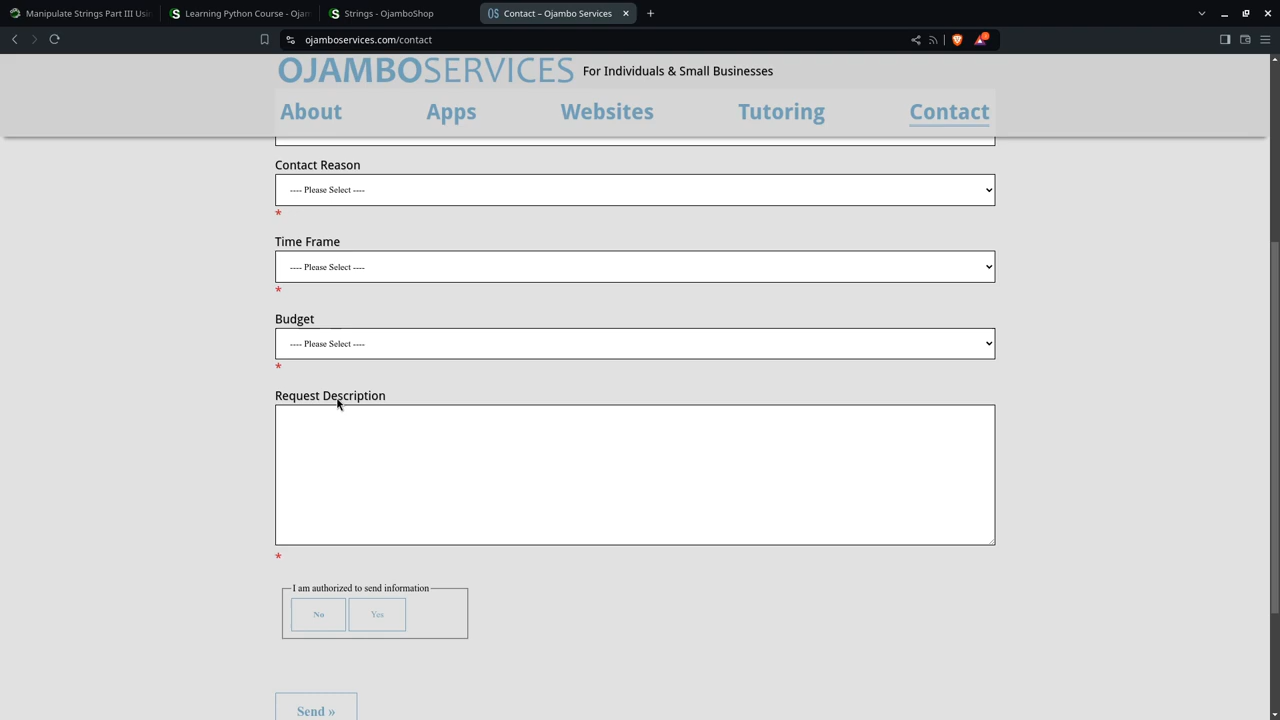 Manipulate Strings Part III Usin
Learning Python Course - Ojam
Strings - OjamboShop
Contact – Ojambo Services
ojamboservices.com/contact
OJAMBOSERVICES For Individuals & Small Businesses
About Apps Websites Tutoring Contact
Contact Reason
---- Please Select ----
*
Time Frame
---- Please Select ----
*
Budget
---- Please Select ----
*
Request Description
*
I am authorized to send information
No Yes
Send »